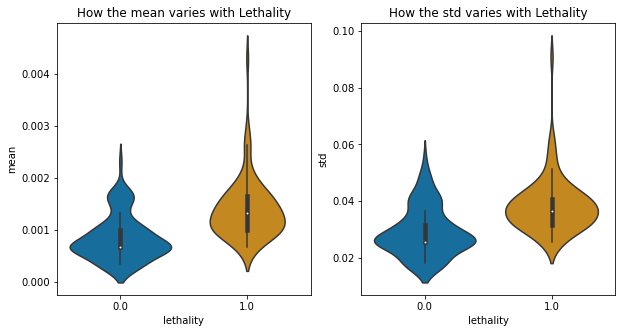 How the mean varies with Lethality
0.004
0.003
0.002
0.001
0.000
mean
0.0
1.0
lethality
How the std varies with Lethality
0.10
0.08
0.06
0.04
0.02
std
0.0
1.0
lethality